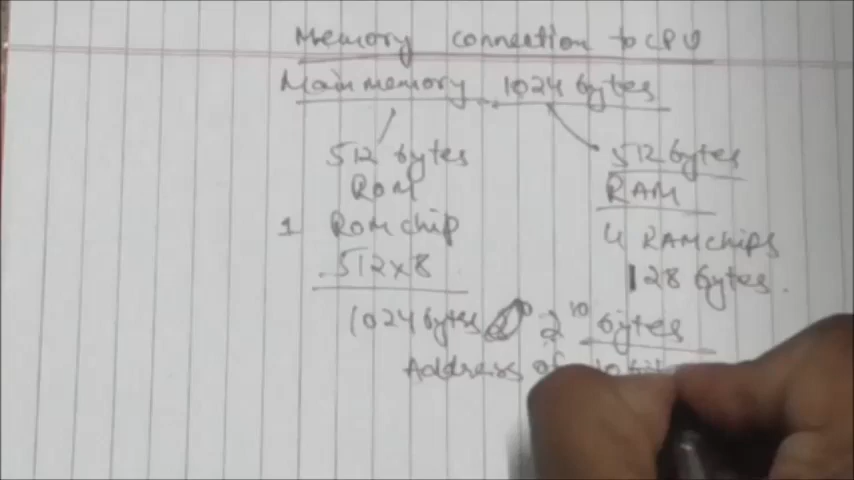 Memory connection to CPU
Main memory 1024 bytes
512 bytes 512 bytes
ROM RAM
1 ROM chip 4 RAM chips
512x8 128 bytes.
1024 bytes 2^10 bytes
Address of 10